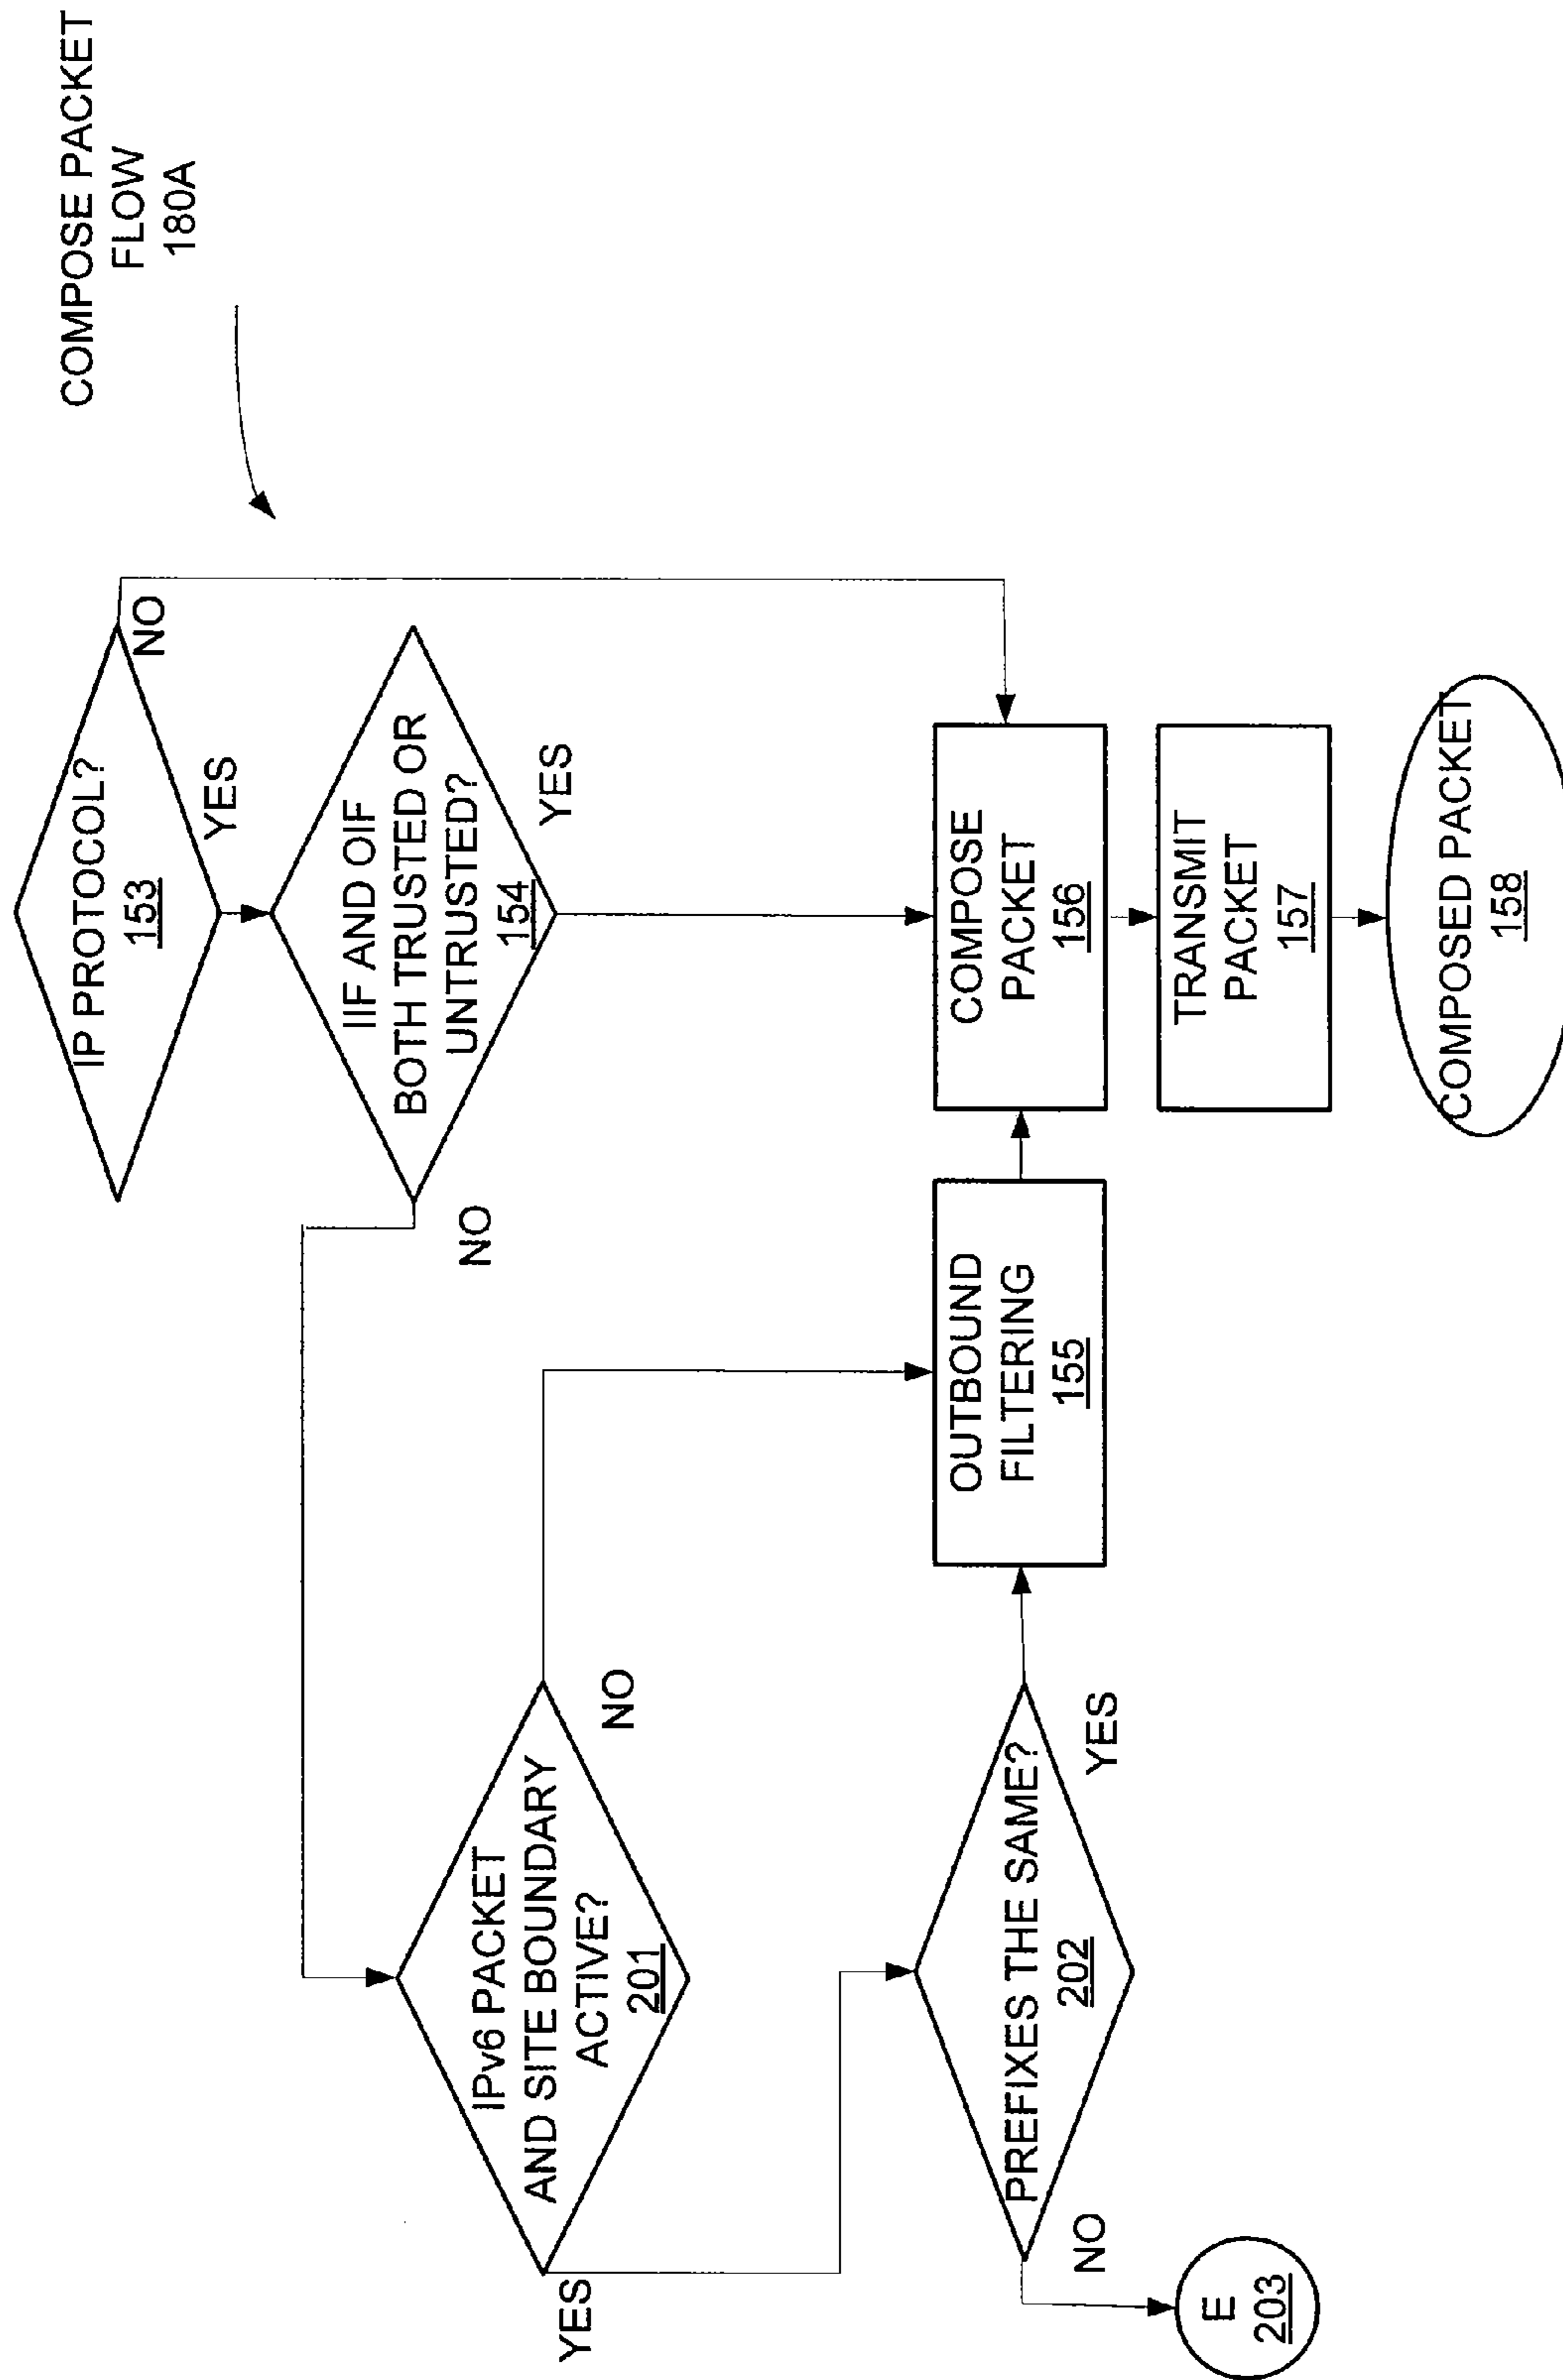 COMPOSE PACKET
FLOW
180A
IP PROTOCOL?
153
NO
YES
IIF AND OIF
BOTH TRUSTED OR
UNTRUSTED?
154
YES
NO
IPv6 PACKET
AND SITE BOUNDARY
ACTIVE?
201
NO
YES
PREFIXES THE SAME?
202
YES
NO
E
203
OUTBOUND
FILTERING
155
COMPOSE
PACKET
156
TRANSMIT
PACKET
157
COMPOSED PACKET
158